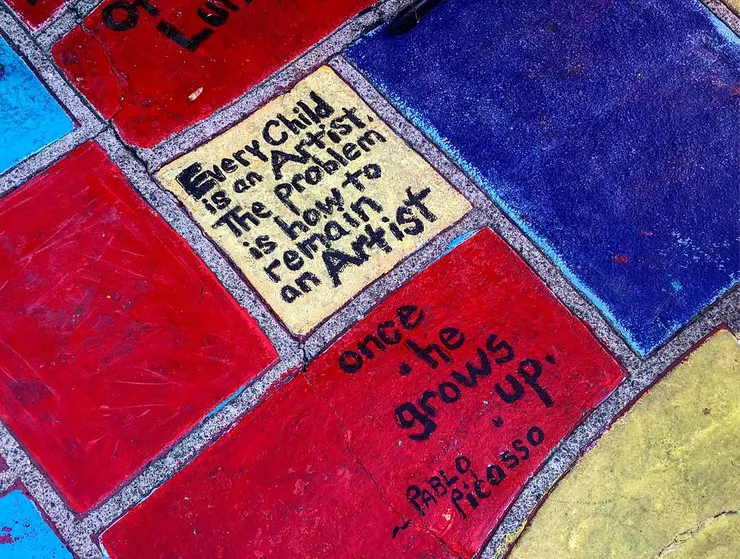 of
Every Child
is an Artist.
The problem
is how to
remain
an Artist
once
he
grows
up.
~ PABLO
Picasso